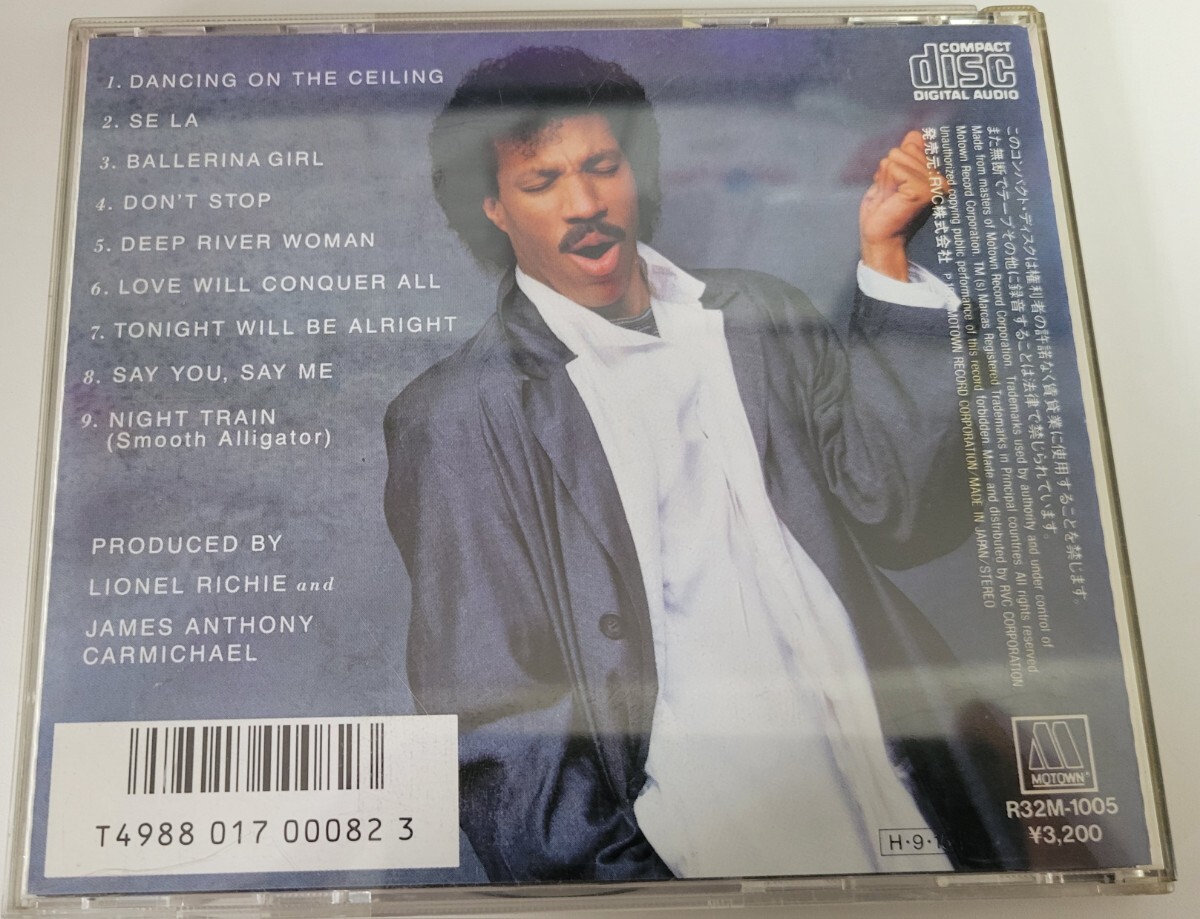 1. DANCING ON THE CEILING
2. SE LA
3. BALLERINA GIRL
4. DON'T STOP
5. DEEP RIVER WOMAN
6. LOVE WILL CONQUER ALL
7. TONIGHT WILL BE ALRIGHT
8. SAY YOU, SAY ME
9. NIGHT TRAIN
(Smooth Alligator)
PRODUCED BY
LIONEL RICHIE and
JAMES ANTHONY
CARMICHAEL
T4988 017 00082 3
COMPACT
disc
DIGITAL AUDIO
このコンパクト・ディスクは権利者の許諾なく賃貸業に使用することを禁じます。
また無断でテープその他に録音することは法律で禁じられています。
Made from masters of Motown Record Corporation. Trademarks used by authority and under control of
Motown Record Corporation. TM (s) Marcas Registered Trademarks in Principal countries. All rights reserved
Unauthorized copying public performance of this record forbidden. Made and distributed by RVC CORPORATION
発売元:RVC株式会社 MOTOWN RECORD CORPORATION/MADE IN JAPAN/STEREO
MOTOWN
R32M-1005
¥3,200
H・9・